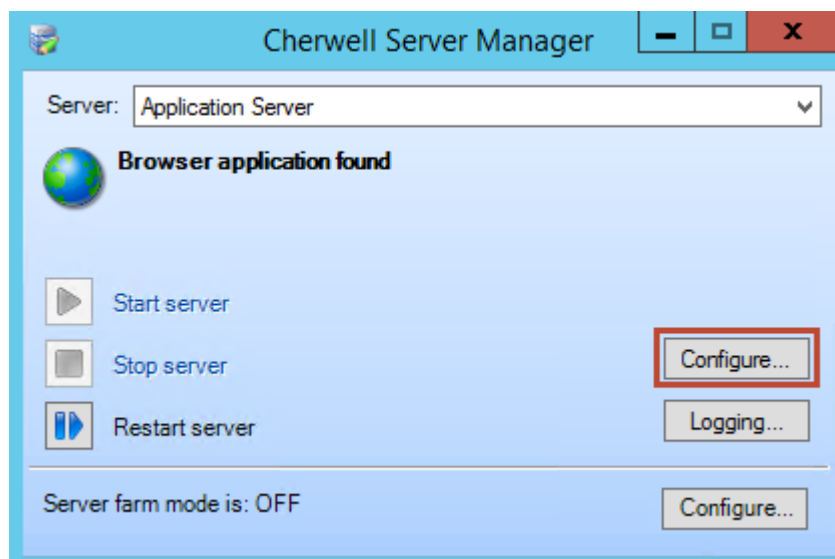 Cherwell Server Manager
Server: Application Server
Browser application found
Start server
Stop server
Configure...
Restart server
Logging...
Server farm mode is: OFF
Configure...